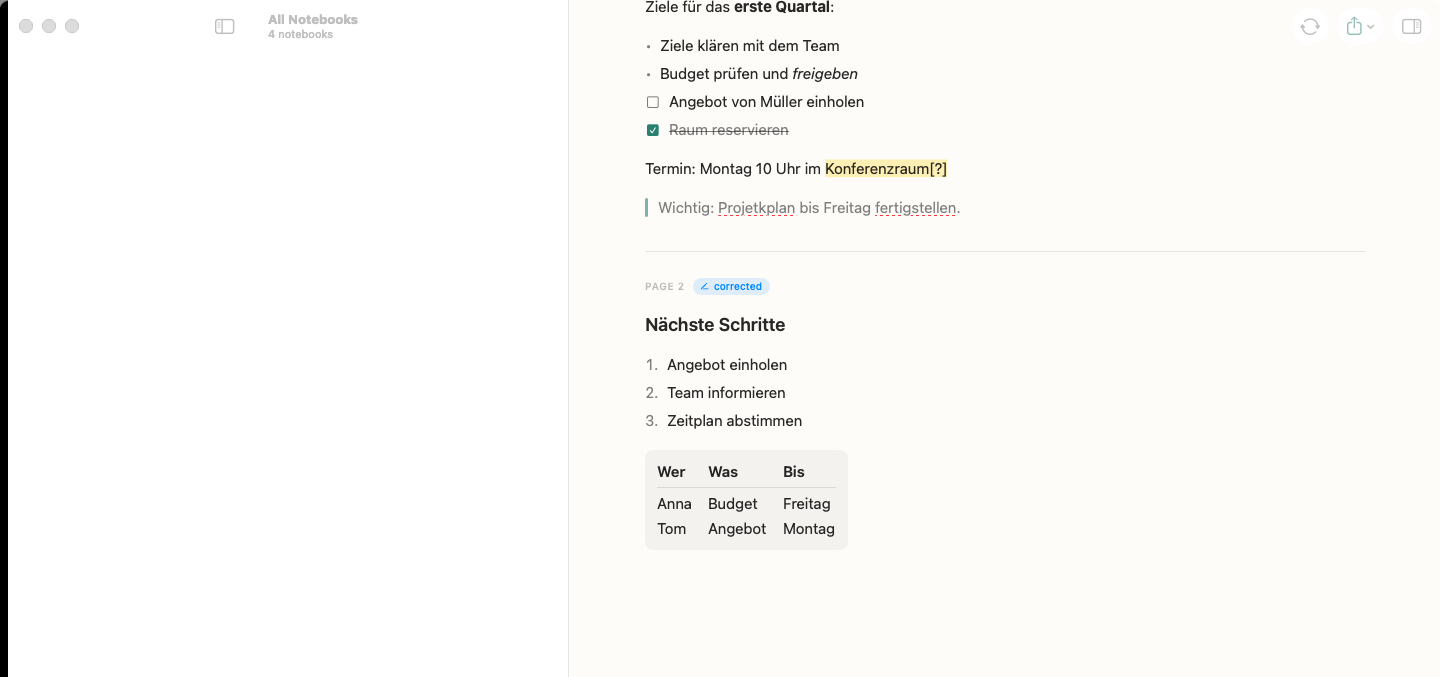 All Notebooks
4 notebooks
Ziele für das erste Quartal:
Ziele klären mit dem Team
Budget prüfen und freigeben
Angebot von Müller einholen
Raum reservieren
Termin: Montag 10 Uhr im Konferenzraum[?]
Wichtig: Projetkplan bis Freitag fertigstellen.
PAGE 2 corrected
Nächste Schritte
1. Angebot einholen
2. Team informieren
3. Zeitplan abstimmen
Wer Was Bis
Anna Budget Freitag
Tom Angebot Montag